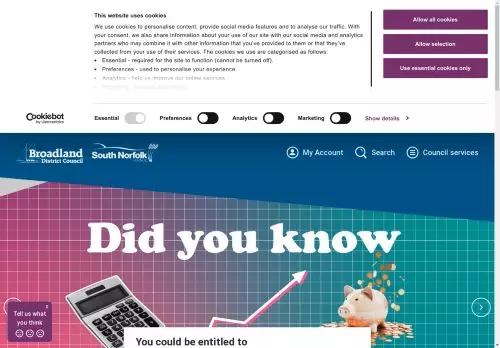 This website uses cookies
We use cookies to personalise content, provide social media features and to analyse our traffic. With
your consent, we also share information about your use of our site with our social media and analytics
partners who may combine it with other information that you've provided to them or that they've
collected from your use of their services. The cookies we use are categorised as follows:
• Essential - required for the site to function (cannot be turned off).
• Preferences - used to personalise your experience.
• Analytics - help us improve our online services.
Allow all cookies
Allow selection
Use essential cookies only
Cookiebot
by Usercentrics
Essential
Preferences
Analytics
Marketing
Show details
Broadland
District Council
South Norfolk
COUNCIL
My Account
Search
Council services
Did you know
x
Tell us what
you think
You could be entitled to